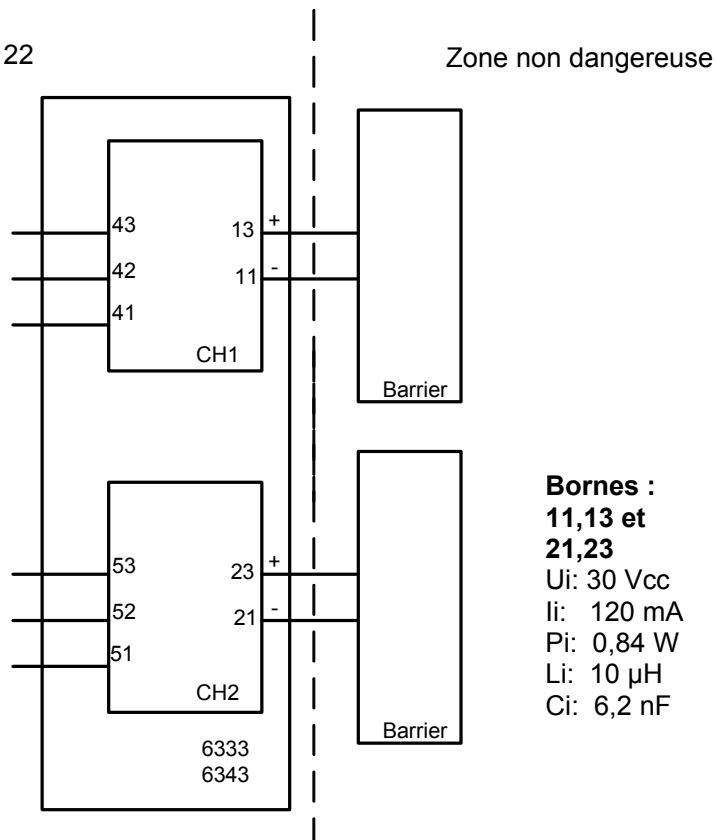 22
Zone non dangereuse
43
13 +
42
11 -
41
CH1
Barrier
53
23 +
52
21 -
51
CH2
6333
6343
Barrier
Bornes :
11,13 et
21,23
Ui: 30 Vcc
Ii: 120 mA
Pi: 0,84 W
Li: 10 µH
Ci: 6,2 nF